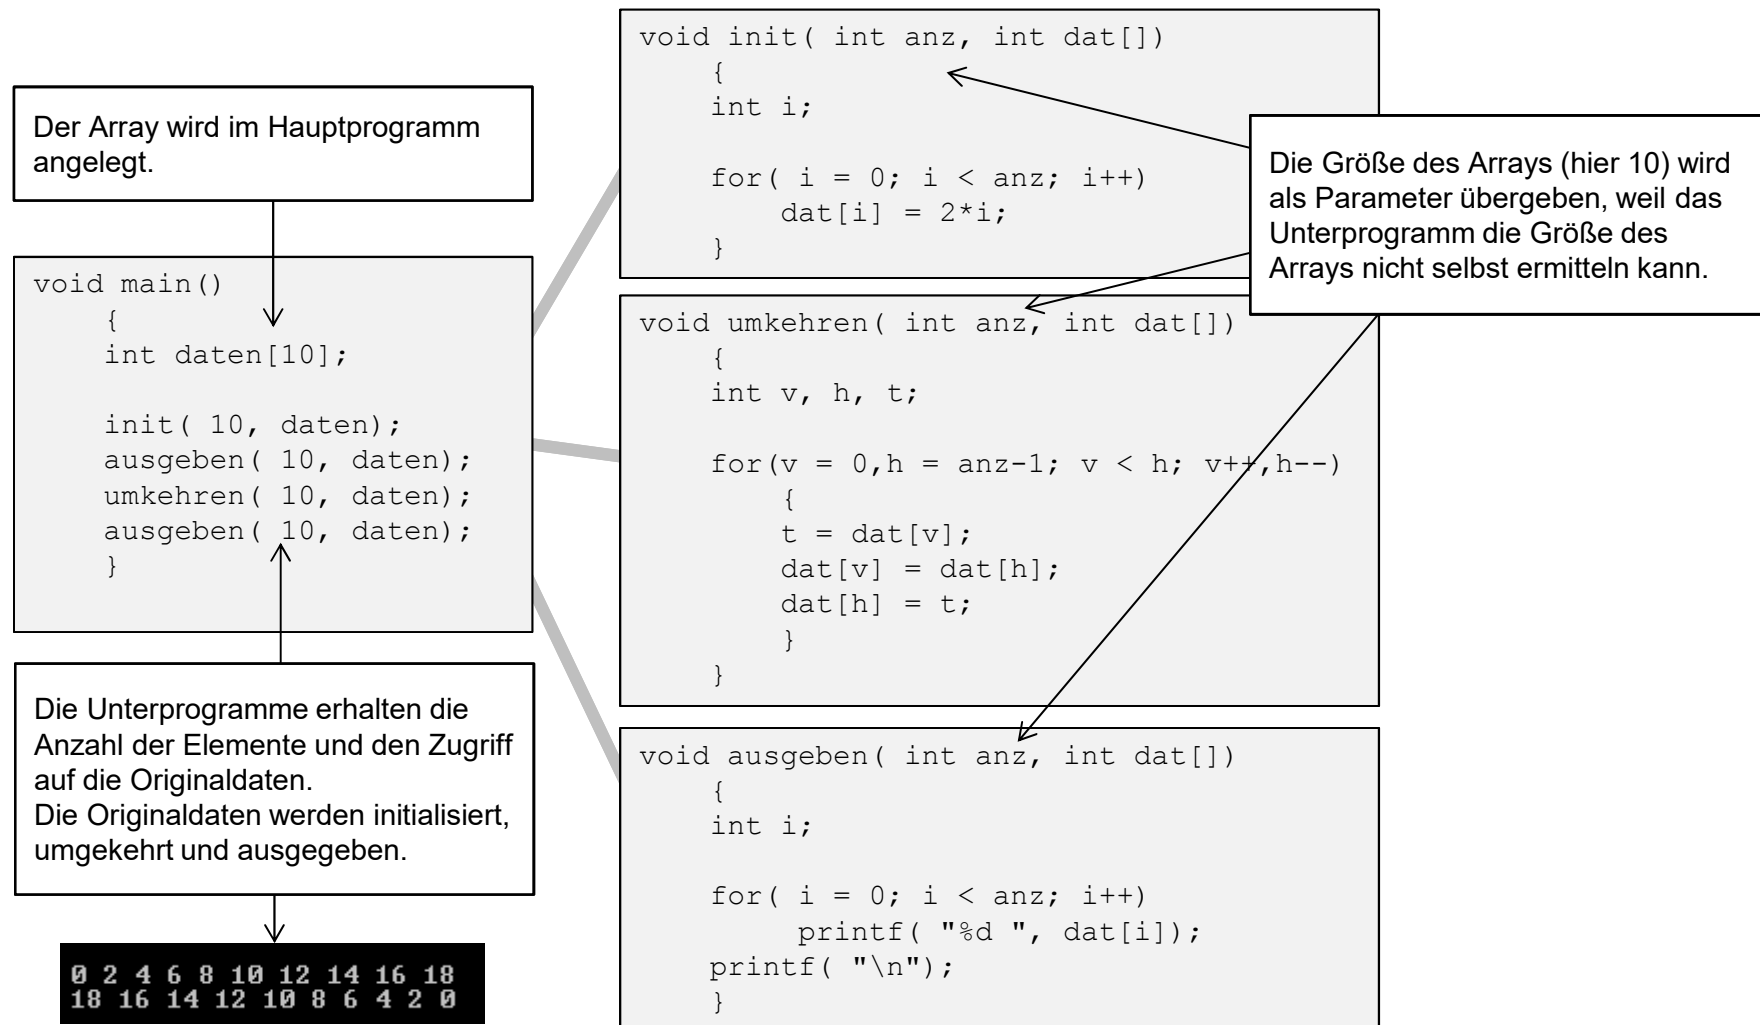 Der Array wird im Hauptprogramm
angelegt.
void main()
    {
    int daten[10];

    init( 10, daten);
    ausgeben( 10, daten);
    umkehren( 10, daten);
    ausgeben( 10, daten);
    }
Die Unterprogramme erhalten die
Anzahl der Elemente und den Zugriff
auf die Originaldaten.
Die Originaldaten werden initialisiert,
umgekehrt und ausgegeben.
0 2 4 6 8 10 12 14 16 18
18 16 14 12 10 8 6 4 2 0
void init( int anz, int dat[])
    {
    int i;

    for( i = 0; i < anz; i++)
        dat[i] = 2*i;
    }
void umkehren( int anz, int dat[])
    {
    int v, h, t;

    for(v = 0,h = anz-1; v < h; v++,h--)
        {
        t = dat[v];
        dat[v] = dat[h];
        dat[h] = t;
        }
    }
void ausgeben( int anz, int dat[])
    {
    int i;

    for( i = 0; i < anz; i++)
         printf( "%d ", dat[i]);
    printf( "\n");
    }
Die Größe des Arrays (hier 10) wird
als Parameter übergeben, weil das
Unterprogramm die Größe des
Arrays nicht selbst ermitteln kann.